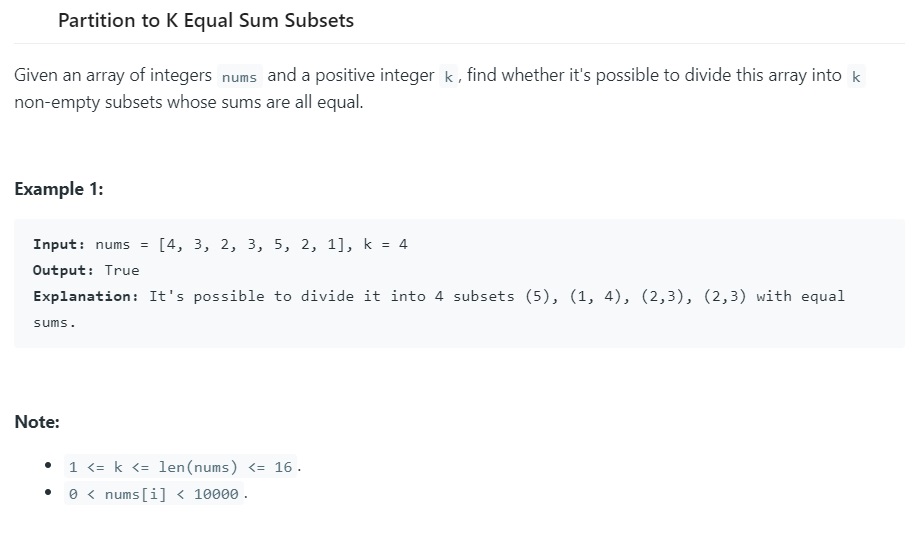 Partition to K Equal Sum Subsets
Given an array of integers nums and a positive integer k, find whether it's possible to divide this array into k
non-empty subsets whose sums are all equal.
Example 1:
Input: nums = [4, 3, 2, 3, 5, 2, 1], k = 4
Output: True
Explanation: It's possible to divide it into 4 subsets (5), (1, 4), (2,3), (2,3) with equal
sums.
Note:
• 1 <= k <= len(nums) <= 16.
• 0 < nums[i] < 10000.